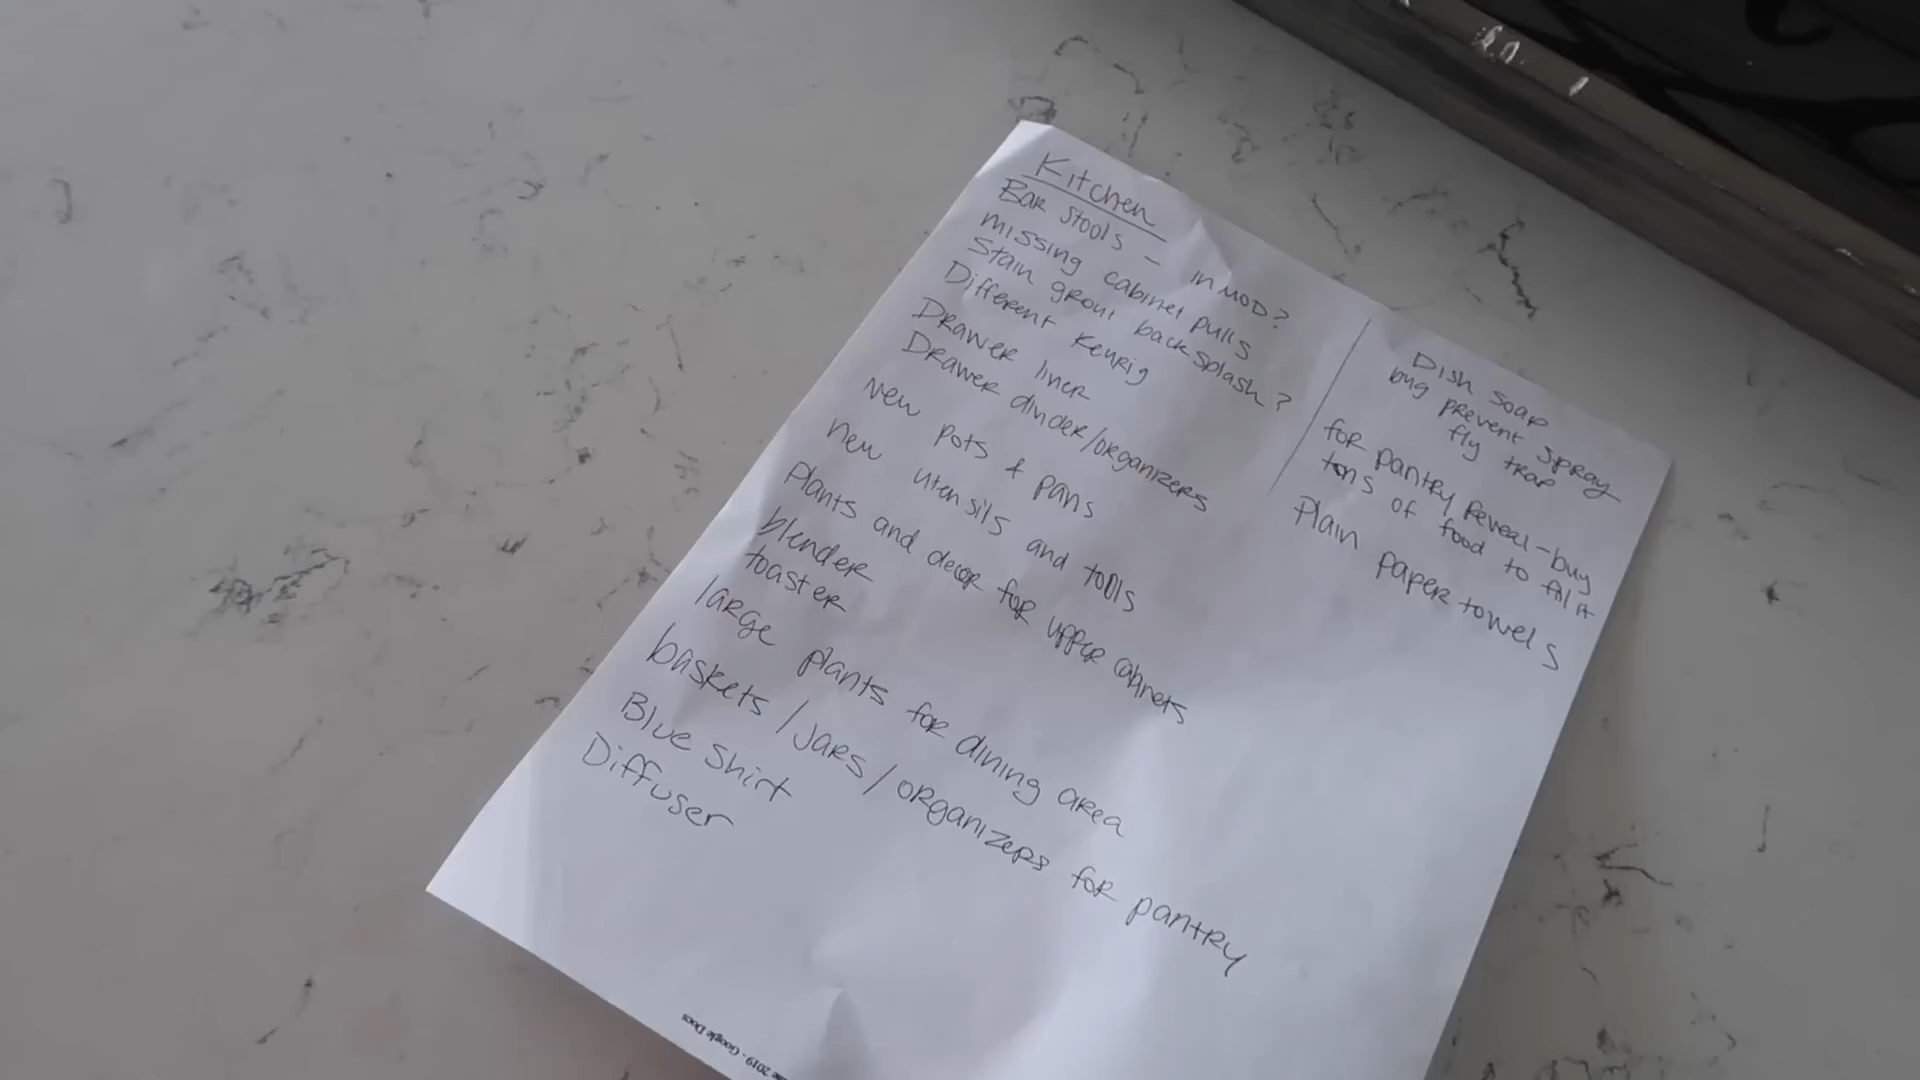 Kitchen
Bar stools - in MOD?
missing cabinet pulls
Stain grout backsplash?
Different Keurig
Drawer liner
Drawer divider/organizers
new pots & pans
new utensils and tools
Plants and decor for upper cabinets
blender
toaster
large plants for dining area
baskets / jars / organizers for pantry
Blue Shirt
Diffuser
Dish soap
bug prevent spray
fly trap
for pantry Reveal - buy
tons of food to fill it
Plain paper towels
2019 - Google Docs